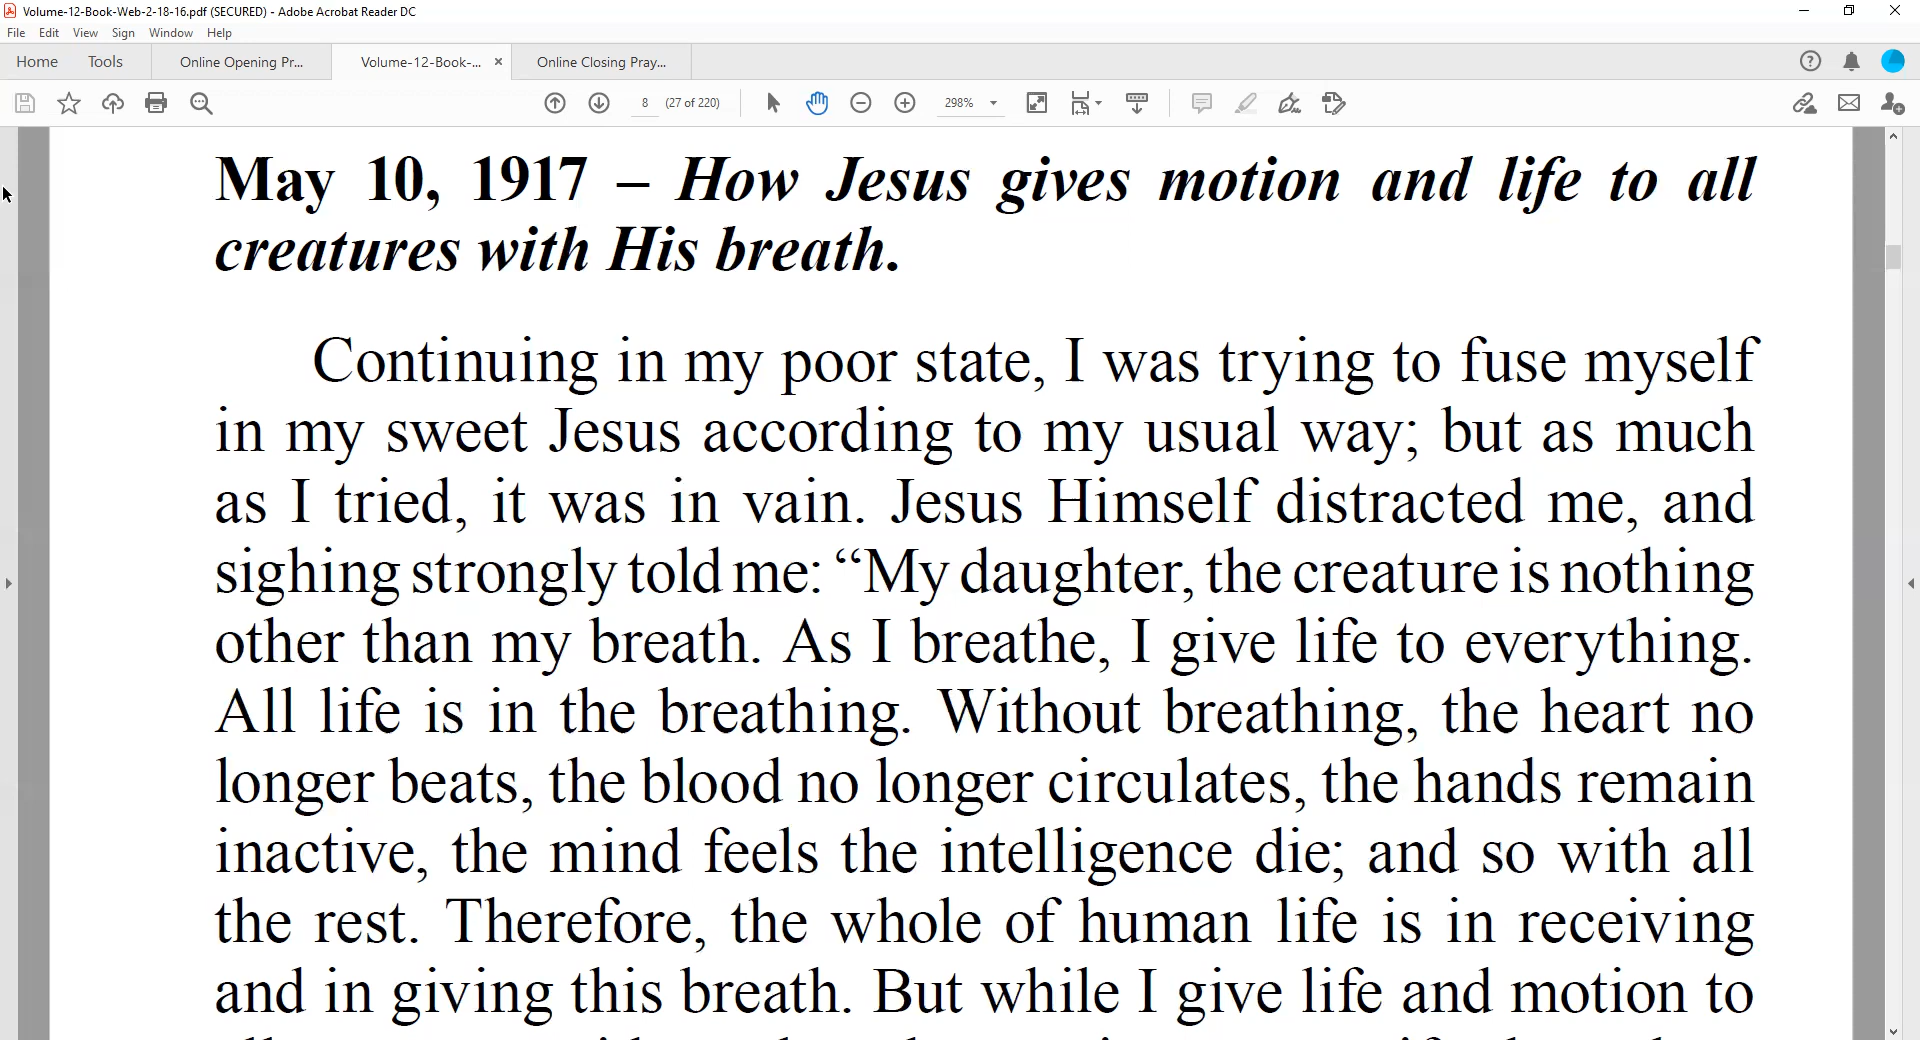 Volume-12-Book-Web-2-18-16.pdf (SECURED) - Adobe Acrobat Reader DC
File Edit View Sign Window Help
Home Tools Online Opening Pr... Volume-12-Book-... × Online Closing Pray...
8 (27 of 220) 298%
May 10, 1917 – How Jesus gives motion and life to all
creatures with His breath.
Continuing in my poor state, I was trying to fuse myself
in my sweet Jesus according to my usual way; but as much
as I tried, it was in vain. Jesus Himself distracted me, and
sighing strongly told me: “My daughter, the creature is nothing
other than my breath. As I breathe, I give life to everything.
All life is in the breathing. Without breathing, the heart no
longer beats, the blood no longer circulates, the hands remain
inactive, the mind feels the intelligence die; and so with all
the rest. Therefore, the whole of human life is in receiving
and in giving this breath. But while I give life and motion to